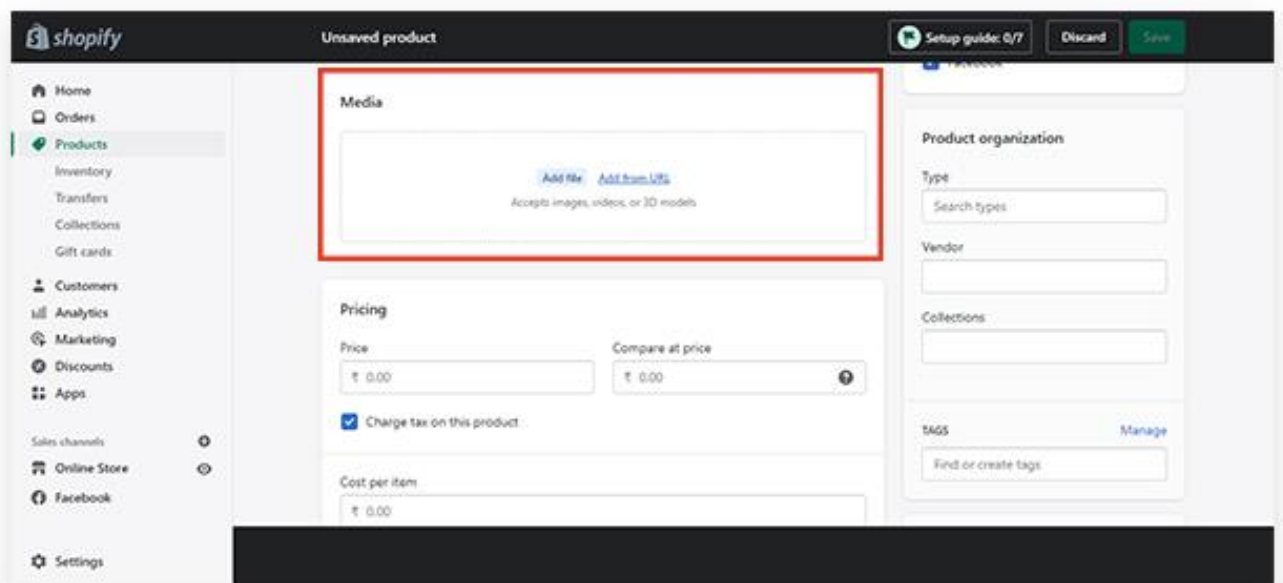 shopify
Unsaved product
Setup guide: 0/7
Discard
Save
Home
Orders
Products
Inventory
Transfers
Collections
Gift cards
Customers
Analytics
Marketing
Discounts
Apps
Sales channels
Online Store
Facebook
Settings
Media
Add file Add from URL
Accepts images, videos, or 3D models
Pricing
Price
Compare at price
₹ 0.00
₹ 0.00
Charge tax on this product
Cost per item
₹ 0.00
Facebook
Product organization
Type
Search types
Vendor
Collections
TAGS
Manage
Find or create tags